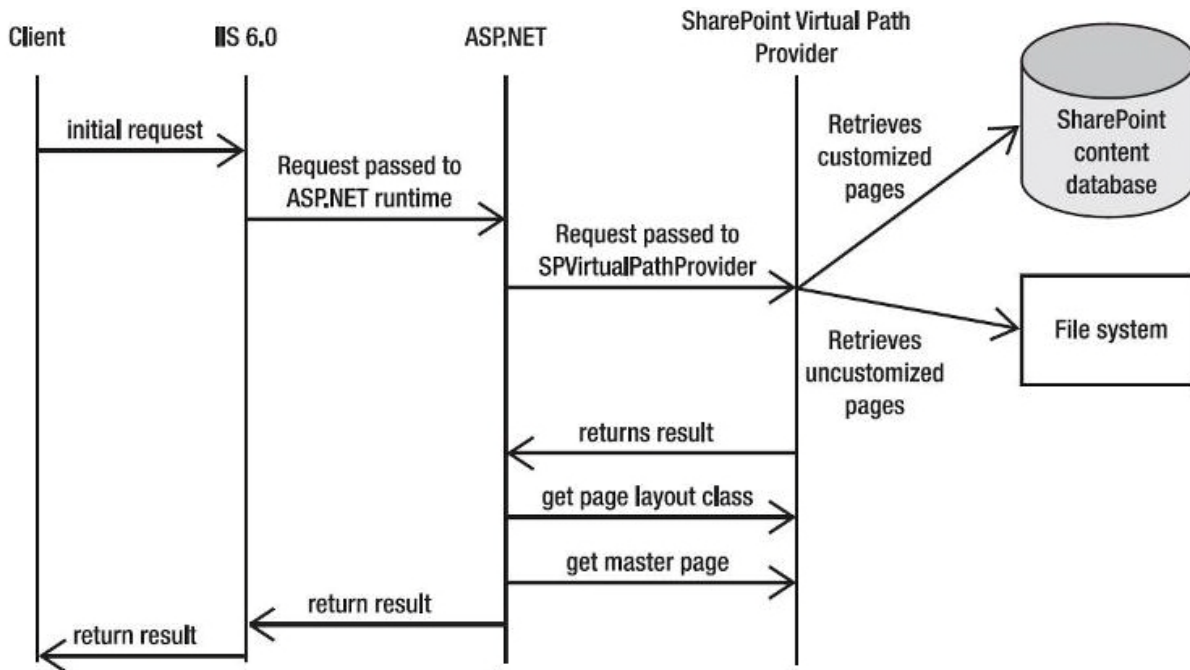 Client
IIS 6.0
ASP.NET
SharePoint Virtual Path
Provider
initial request
Request passed to
ASP.NET runtime
Request passed to
SPVirtualPathProvider
Retrieves
customized
pages
SharePoint
content
database
File system
Retrieves
uncustomized
pages
returns result
get page layout class
get master page
return result
return result